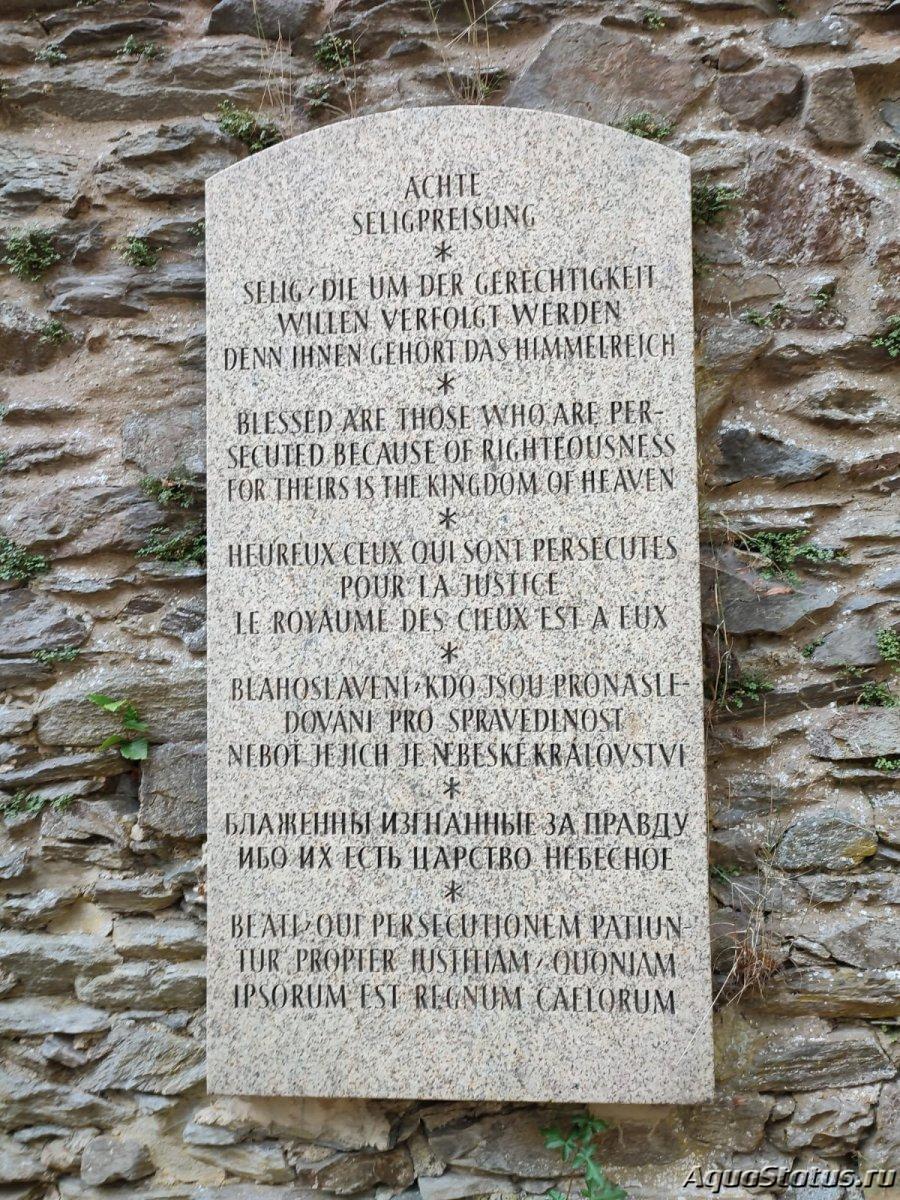 ACHTE
SELIGPREISUNG
*
SELIG, DIE UM DER GERECHTIGKEIT
WILLEN VERFOLGT WERDEN
DENN IHNEN GEHÖRT DAS HIMMELREICH
*
BLESSED ARE THOSE WHO ARE PER-
SECUTED BECAUSE OF RIGHTEOUSNESS
FOR THEIRS IS THE KINGDOM OF HEAVEN
*
HEUREUX CEUX QUI SONT PERSECUTES
POUR LA JUSTICE
LE ROYAUME DES CIEUX EST A EUX
*
BLAHOSLAVENI, KDO JSOU PRONASLE-
DOVANI PRO SPRAVEDLNOST
NEBOT JEJICH JE NEBESKE KRALOVSTVI
*
БЛАЖЕННЫ ИЗГНАННЫЕ ЗА ПРАВДУ
ИБО ИХ ЕСТЬ ЦАРСТВО НЕБЕСНОЕ
*
BEATI, QUI PERSECUTIONEM PATIUN-
TUR PROPTER IUSTITIAM, QUONIAM
IPSORUM EST REGNUM CAELORUM
AquaStatus.ru